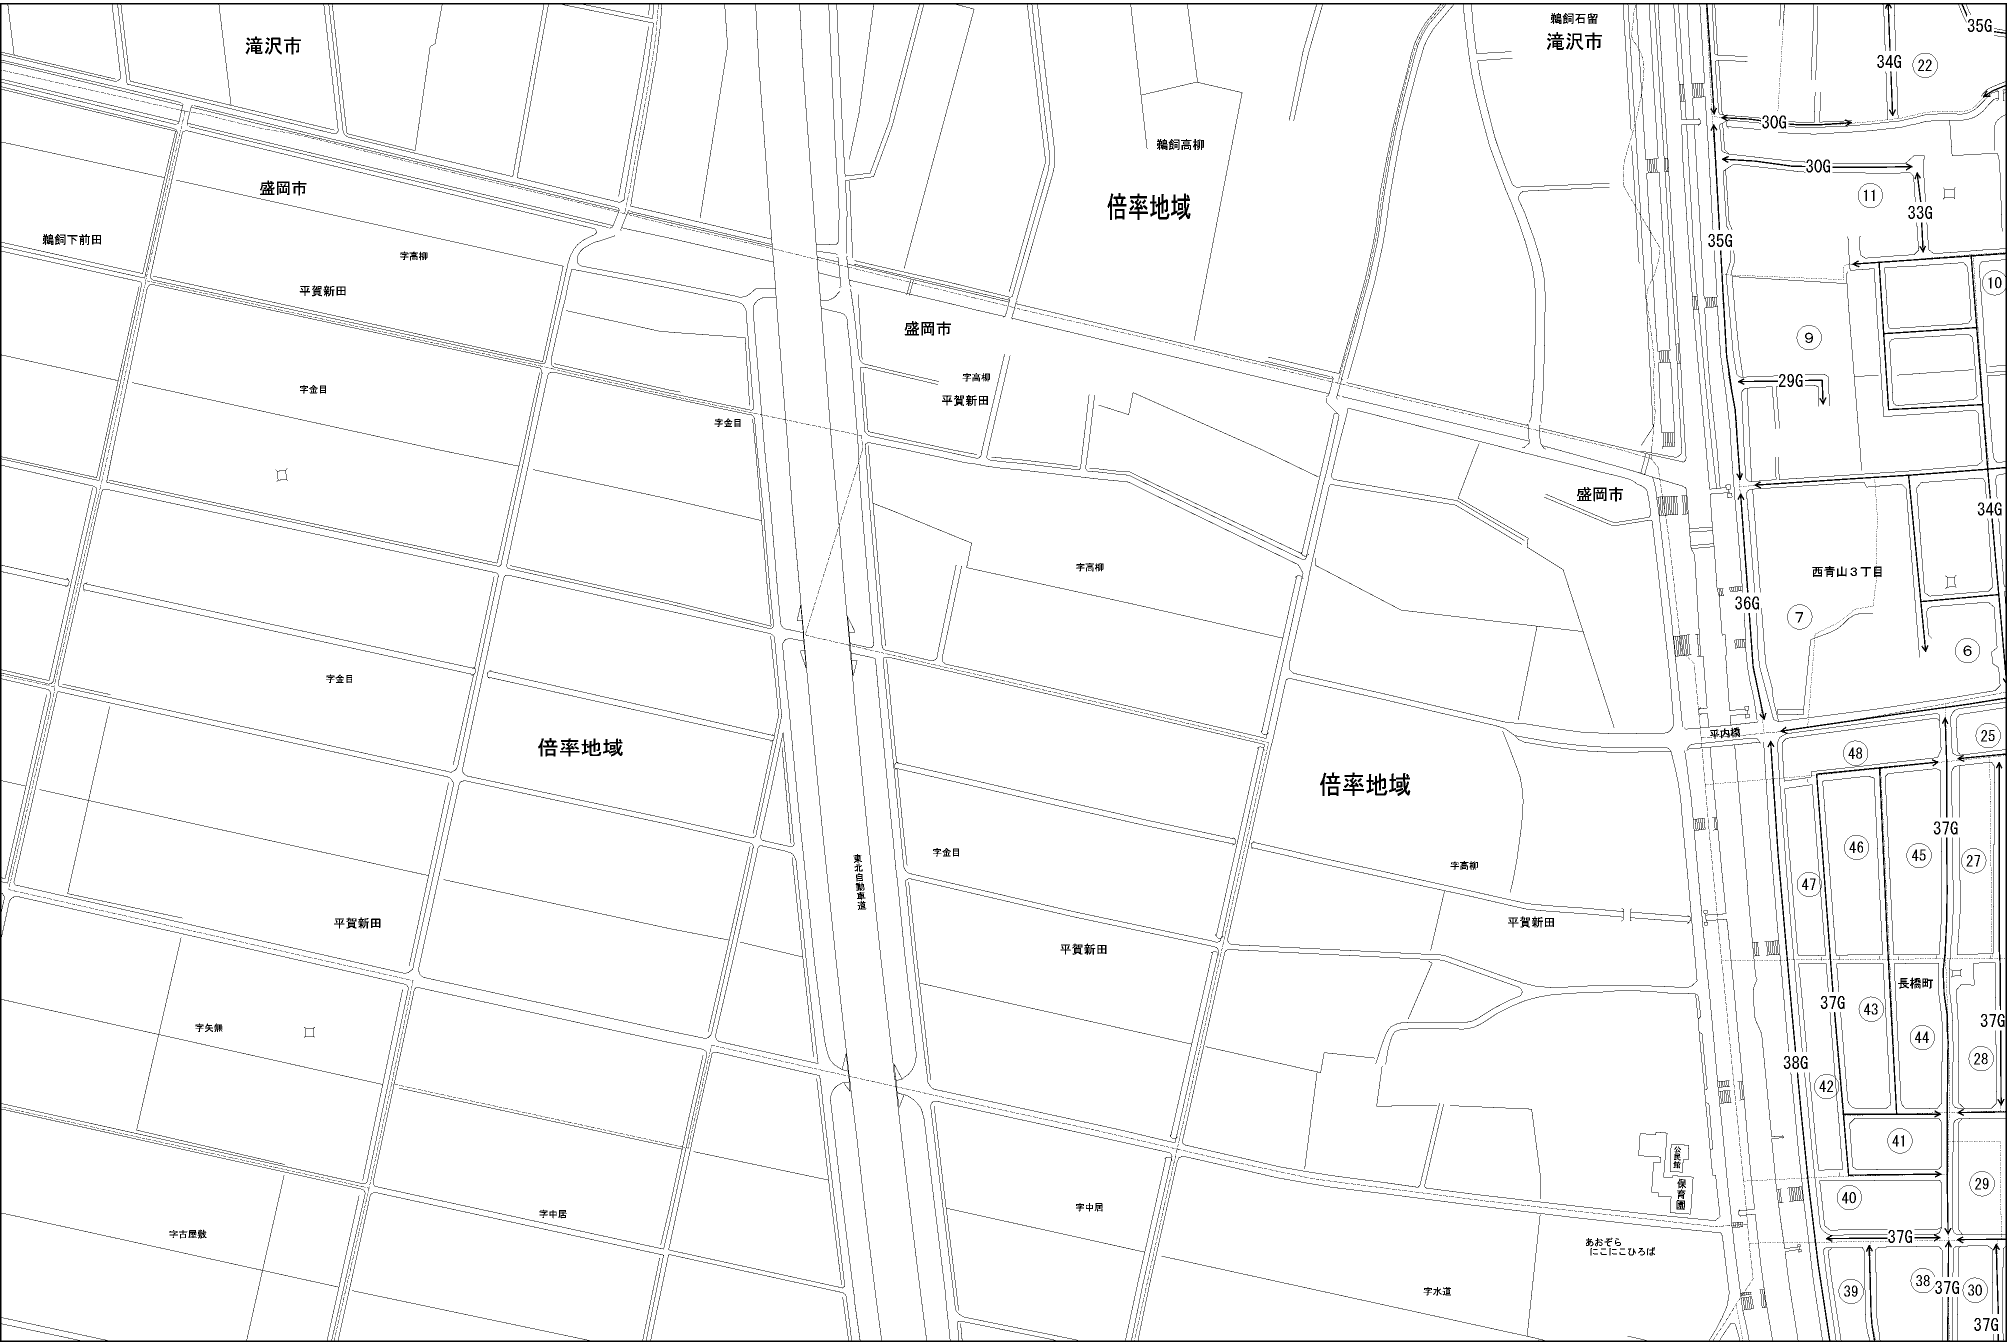 鵜飼石留
35G
滝沢市
滝沢市
34G
22
30G
鵜飼高柳
30G
盛岡市
11
倍率地域
33G
鵜飼下前田
35G
字高柳
平賀新田
10
盛岡市
9
字高柳
29G
字金目
平賀新田
字金目
盛岡市
34G
字高柳
西青山３丁目
36G
7
6
字金目
平内橋
25
倍率地域
48
倍率地域
37G
46
45
27
字金目
字高柳
東北自動車道
47
平賀新田
平賀新田
平賀新田
長橋町
37G
43
37G
字矢無
44
28
38G
42
41
公民館
保育園
29
40
字中居
字中居
字古屋敷
37G
あおぞら
にこにこひろば
38
37G
30
39
字水道
37G